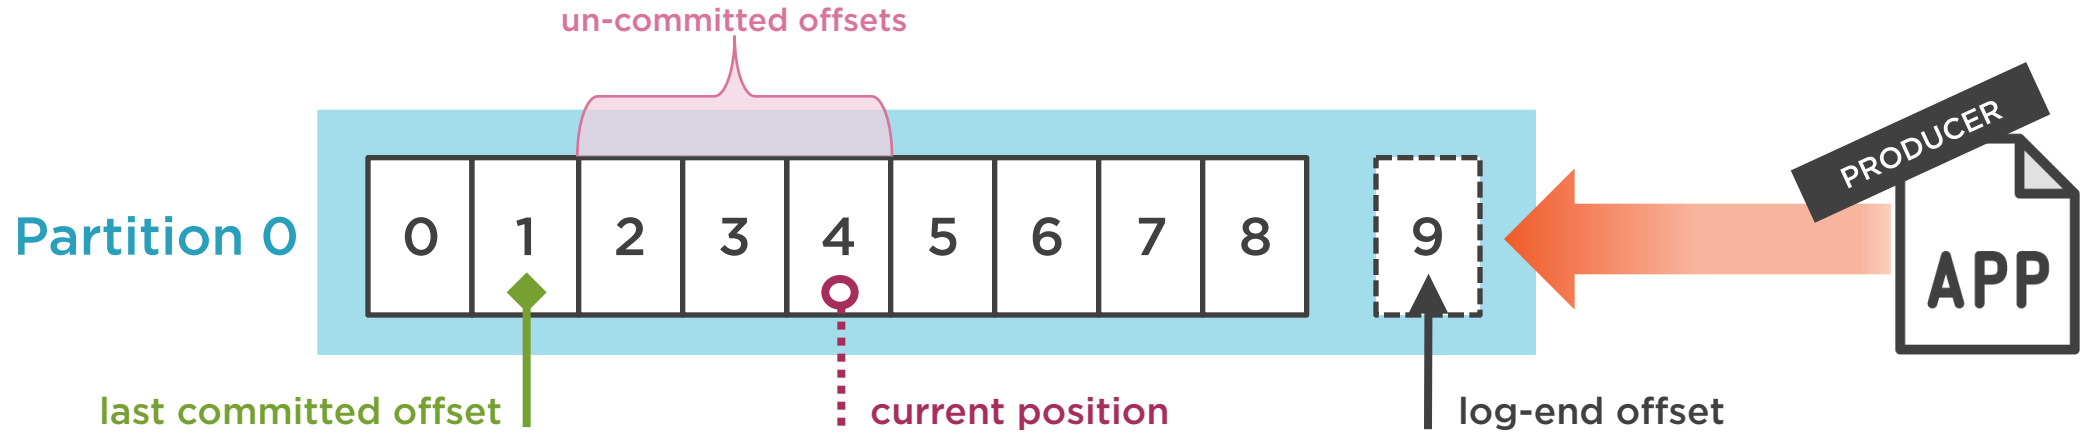 un-committed offsets
PRODUCER
Partition 0
0 1 2 3 4 5 6 7 8 9
APP
last committed offset
current position
log-end offset